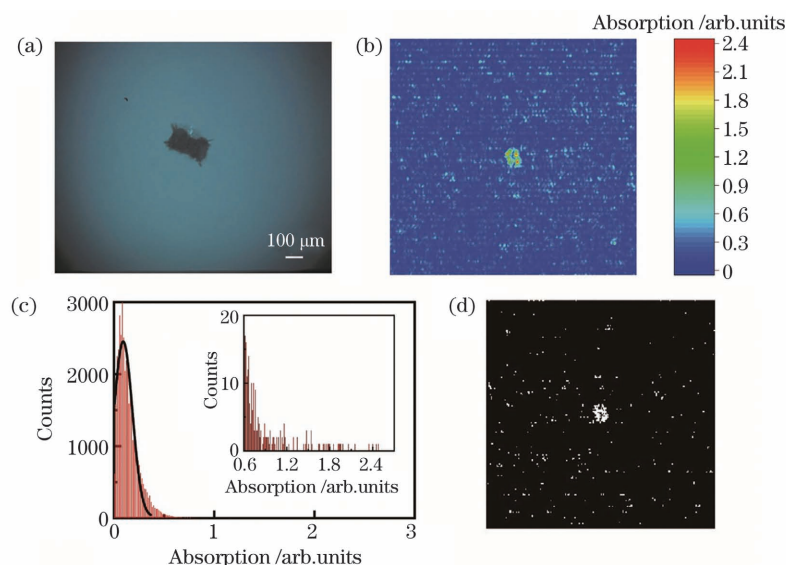 Absorption /arb.units
(a)
100 μm
(b)
2.4
2.1
1.8
1.5
1.2
0.9
0.6
0.3
0
(c)
3000
2000
1000
0
Counts
0
1
2
3
Absorption /arb.units
20
10
0
Counts
0.6
1.2
1.8
2.4
Absorption /arb.units
(d)